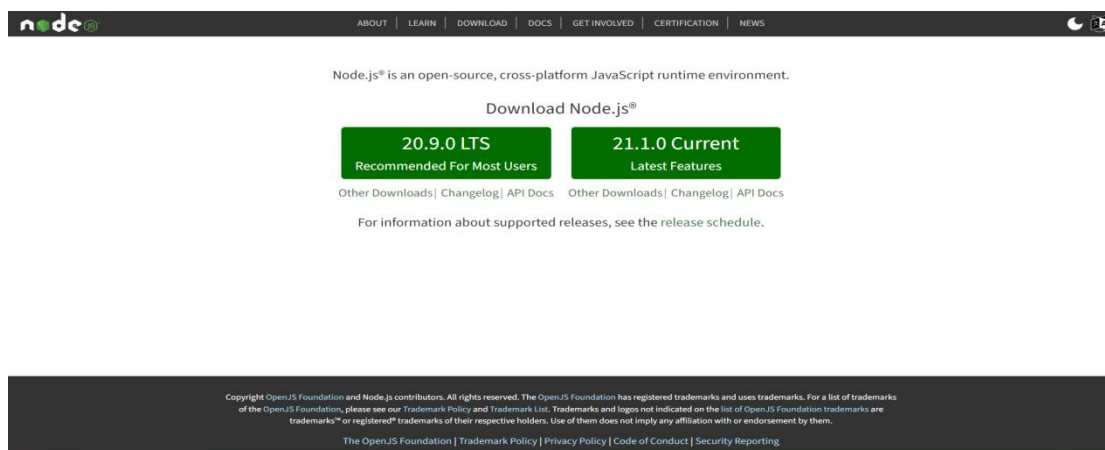 node JS
ABOUT | LEARN | DOWNLOAD | DOCS | GET INVOLVED | CERTIFICATION | NEWS
Node.js® is an open-source, cross-platform JavaScript runtime environment.
Download Node.js®
20.9.0 LTS
Recommended For Most Users
21.1.0 Current
Latest Features
Other Downloads| Changelog| API Docs
Other Downloads| Changelog| API Docs
For information about supported releases, see the release schedule.
Copyright OpenJS Foundation and Node.js contributors. All rights reserved. The OpenJS Foundation has registered trademarks and uses trademarks. For a list of trademarks
of the OpenJS Foundation, please see our Trademark Policy and Trademark List. Trademarks and logos not indicated on the list of OpenJS Foundation trademarks are
trademarks™ or registered® trademarks of their respective holders. Use of them does not imply any affiliation with or endorsement by them.
The OpenJS Foundation | Trademark Policy | Privacy Policy | Code of Conduct | Security Reporting